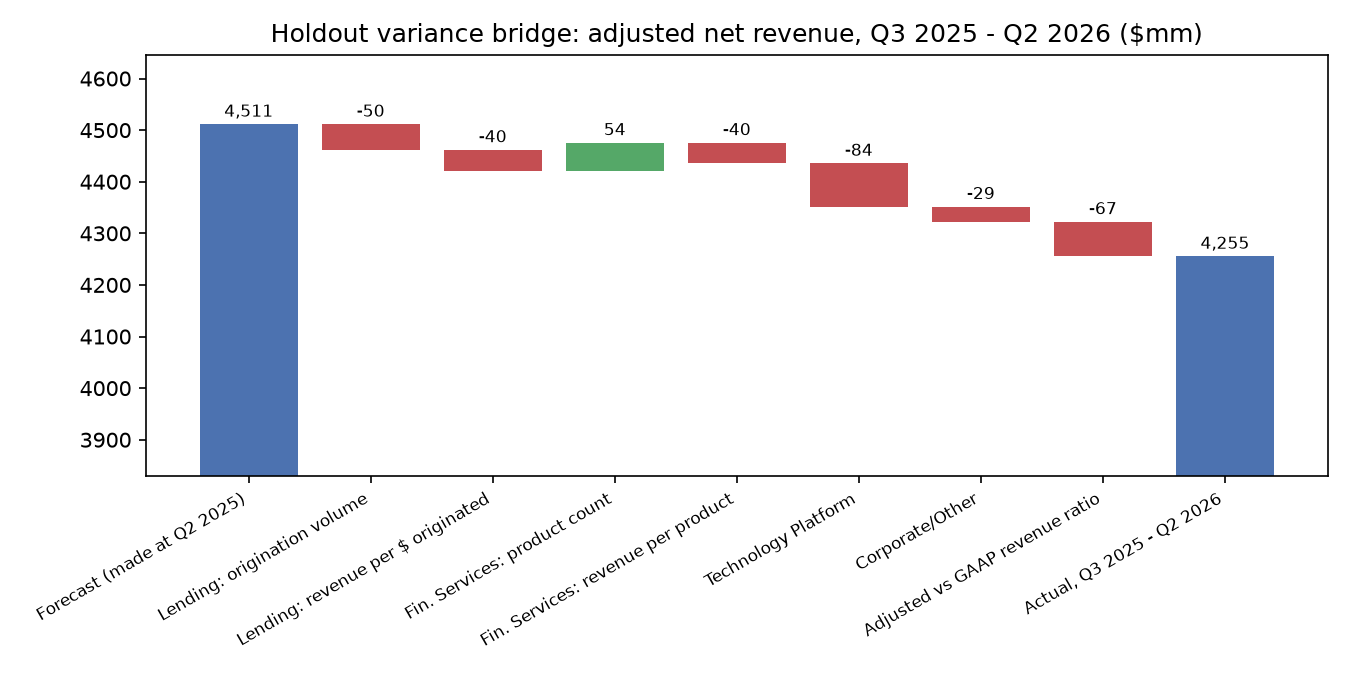 Holdout variance bridge: adjusted net revenue, Q3 2025 - Q2 2026 ($mm)
4600
4500
4400
4300
4200
4100
4000
3900
4,511
-50
-40
54
-40
-84
-29
-67
4,255
Forecast (made at Q2 2025)
Lending: origination volume
Lending: revenue per $ originated
Fin. Services: product count
Fin. Services: revenue per product
Technology Platform
Corporate/Other
Adjusted vs GAAP revenue ratio
Actual, Q3 2025 - Q2 2026